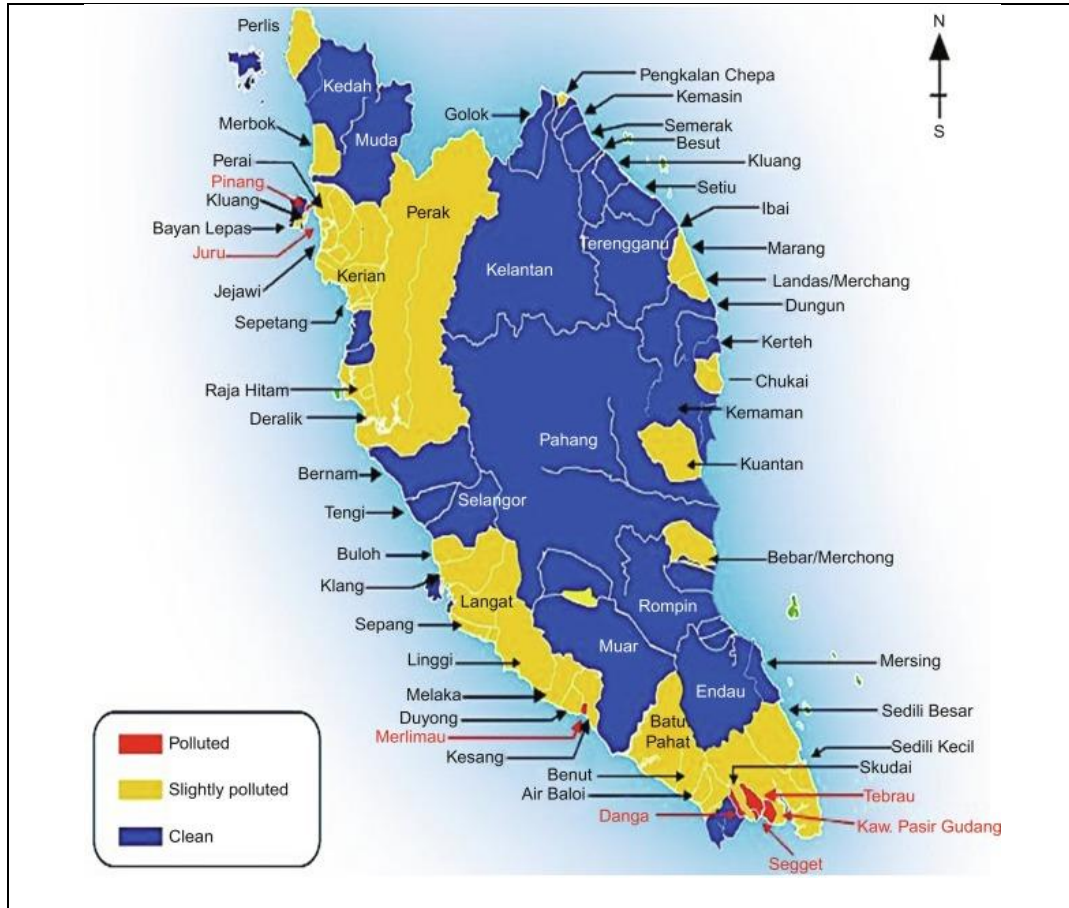 Perlis
N
S
Kedah
Muda
Merbok
Perai
Pinang
Kluang
Bayan Lepas
Juru
Jejawi
Kerian
Sepetang
Perak
Raja Hitam
Deralik
Bernam
Tengi
Selangor
Buloh
Klang
Langat
Sepang
Linggi
Melaka
Duyong
Merlimau
Kesang
Benut
Air Baloi
Danga
Golok
Pengkalan Chepa
Kemasin
Semerak
Besut
Kluang
Setiu
Ibai
Terengganu
Marang
Kelantan
Landas/Merchang
Dungun
Kerteh
Chukai
Kemaman
Pahang
Kuantan
Bebar/Merchong
Rompin
Muar
Mersing
Endau
Sedili Besar
Batu
Pahat
Sedili Kecil
Skudai
Tebrau
Kaw. Pasir Gudang
Segget
Polluted
Slightly polluted
Clean